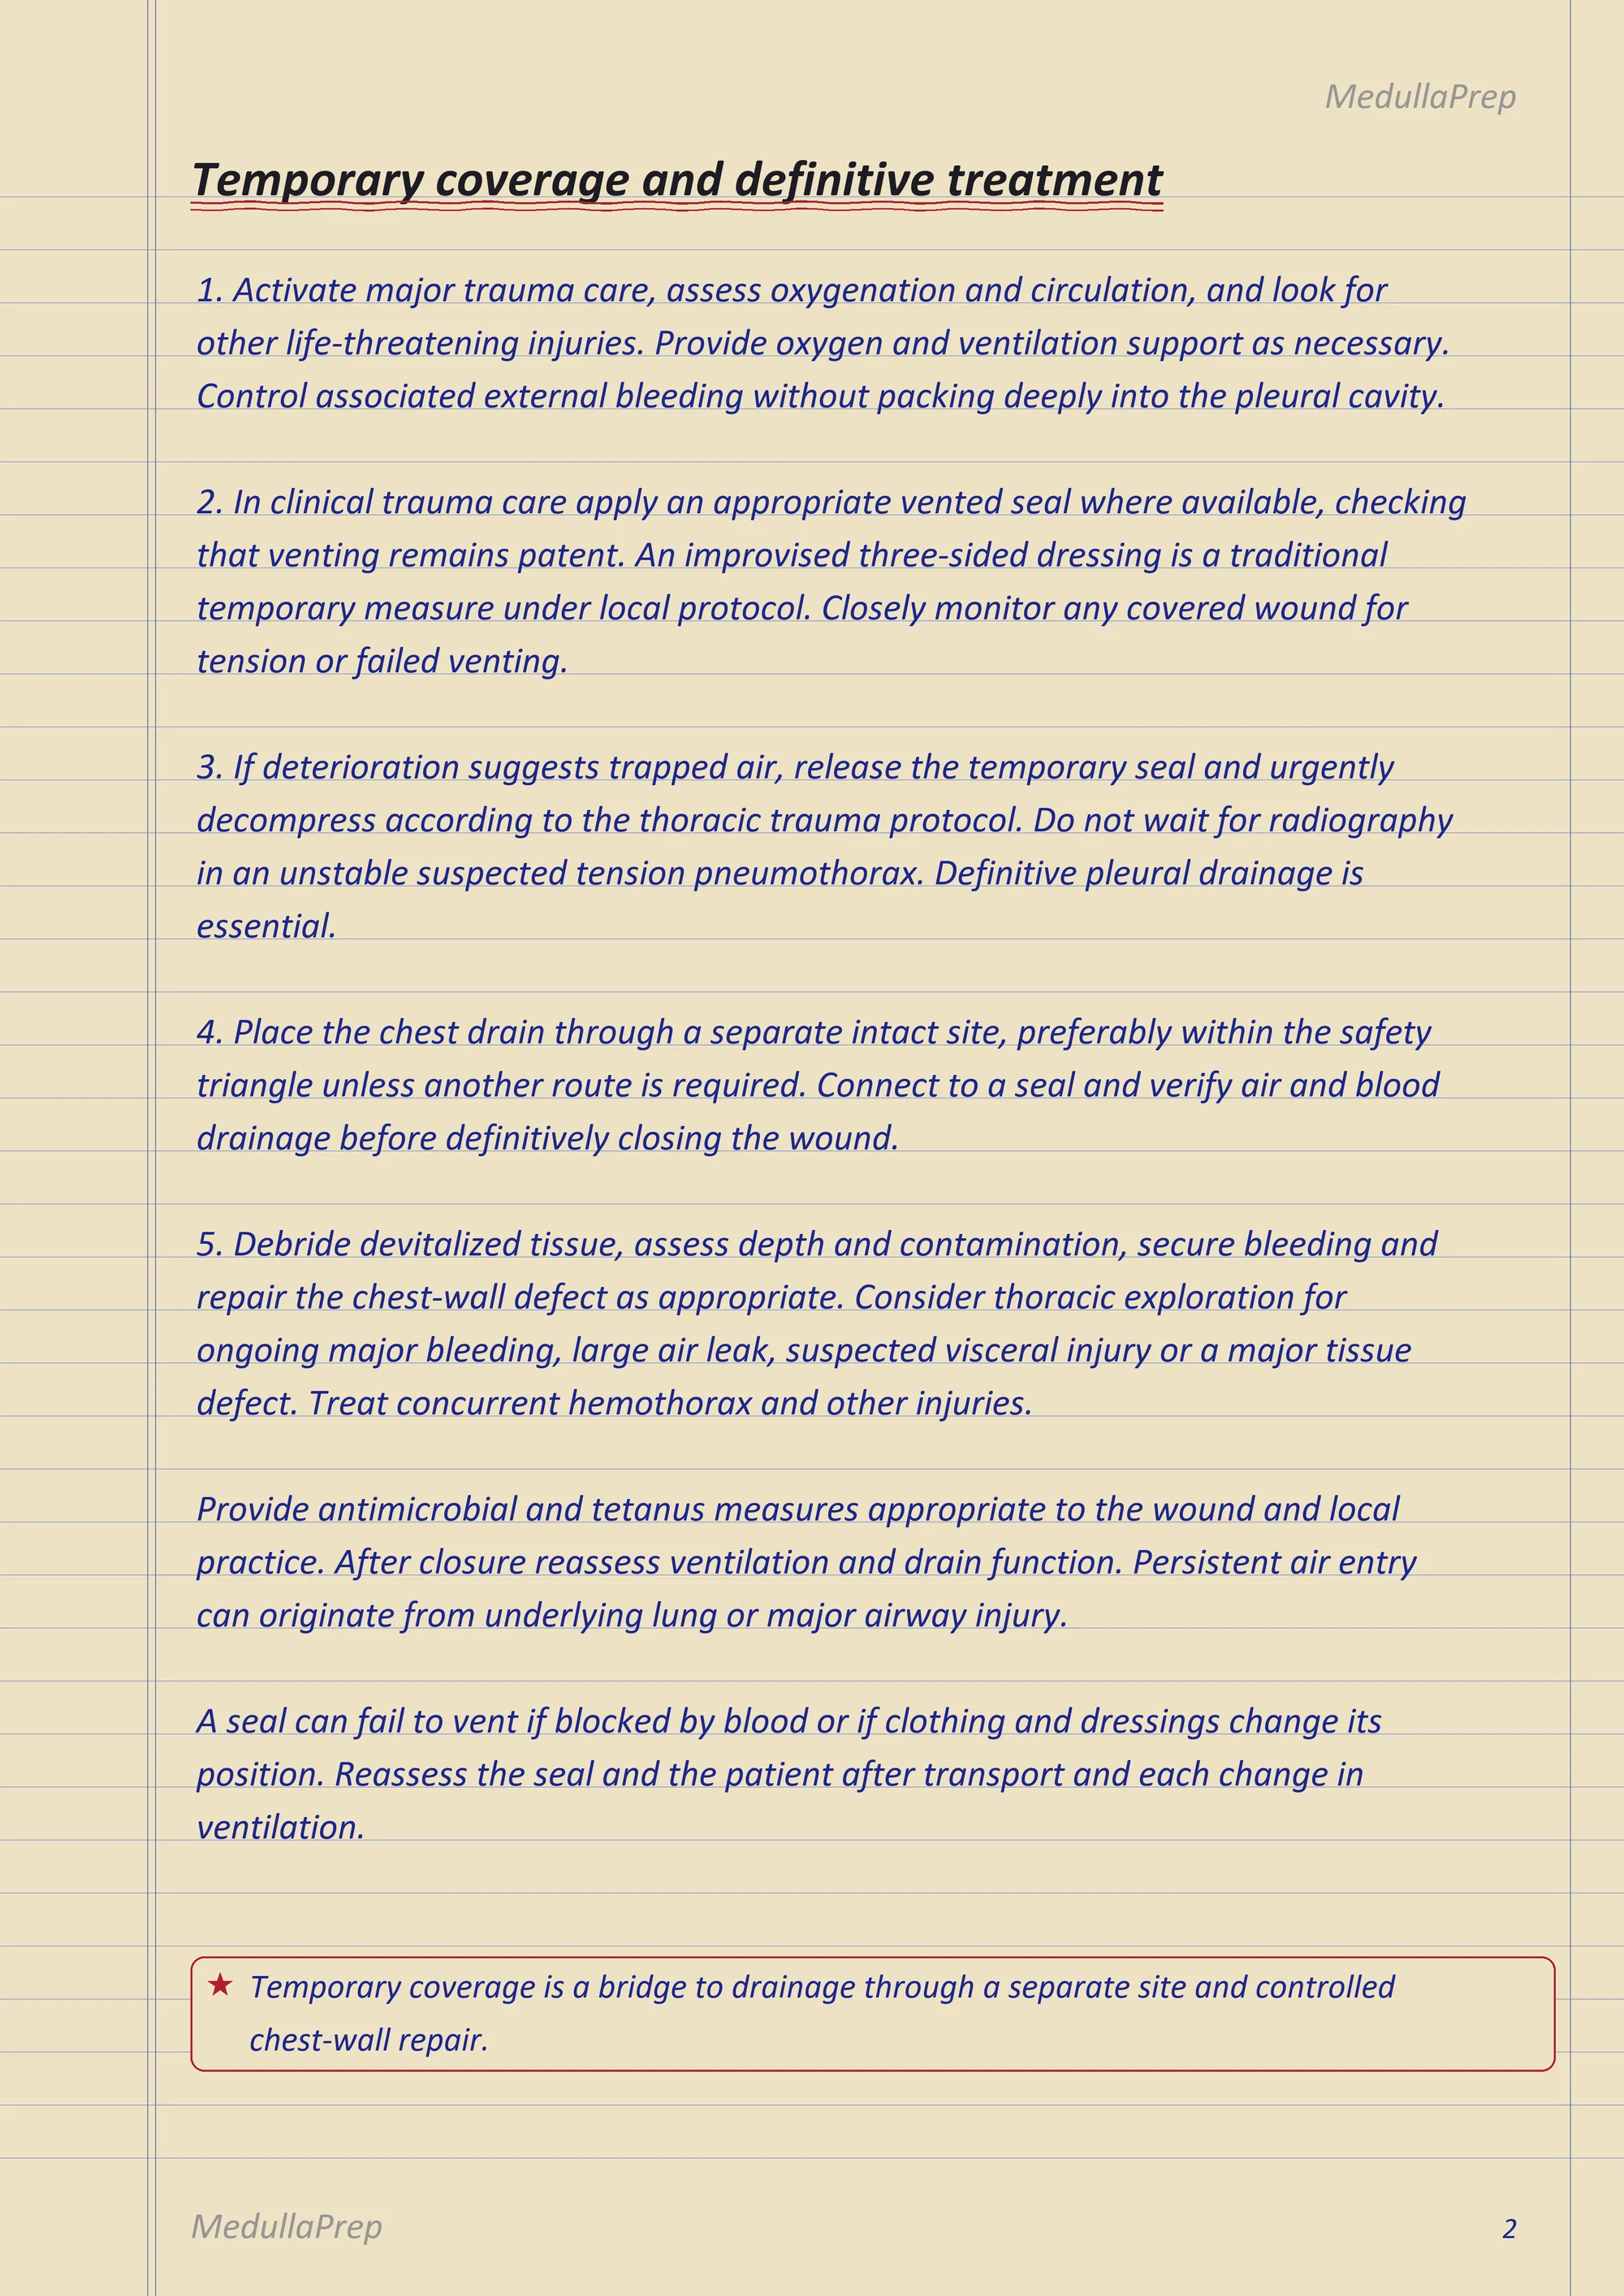 MedullaPrep
Temporary coverage and definitive treatment
1. Activate major trauma care, assess oxygenation and circulation, and look for
other life-threatening injuries. Provide oxygen and ventilation support as necessary.
Control associated external bleeding without packing deeply into the pleural cavity.
2. In clinical trauma care apply an appropriate vented seal where available, checking
that venting remains patent. An improvised three-sided dressing is a traditional
temporary measure under local protocol. Closely monitor any covered wound for
tension or failed venting.
3. If deterioration suggests trapped air, release the temporary seal and urgently
decompress according to the thoracic trauma protocol. Do not wait for radiography
in an unstable suspected tension pneumothorax. Definitive pleural drainage is
essential.
4. Place the chest drain through a separate intact site, preferably within the safety
triangle unless another route is required. Connect to a seal and verify air and blood
drainage before definitively closing the wound.
5. Debride devitalized tissue, assess depth and contamination, secure bleeding and
repair the chest-wall defect as appropriate. Consider thoracic exploration for
ongoing major bleeding, large air leak, suspected visceral injury or a major tissue
defect. Treat concurrent hemothorax and other injuries.
Provide antimicrobial and tetanus measures appropriate to the wound and local
practice. After closure reassess ventilation and drain function. Persistent air entry
can originate from underlying lung or major airway injury.
A seal can fail to vent if blocked by blood or if clothing and dressings change its
position. Reassess the seal and the patient after transport and each change in
ventilation.
★ Temporary coverage is a bridge to drainage through a separate site and controlled
chest-wall repair.
MedullaPrep
2